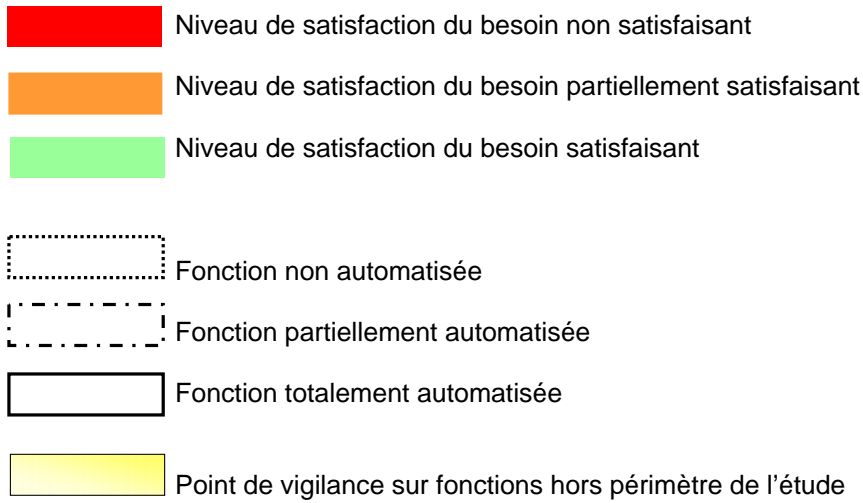 Niveau de satisfaction du besoin non satisfaisant
Niveau de satisfaction du besoin partiellement satisfaisant
Niveau de satisfaction du besoin satisfaisant
Fonction non automatisée
Fonction partiellement automatisée
Fonction totalement automatisée
Point de vigilance sur fonctions hors périmètre de l’étude